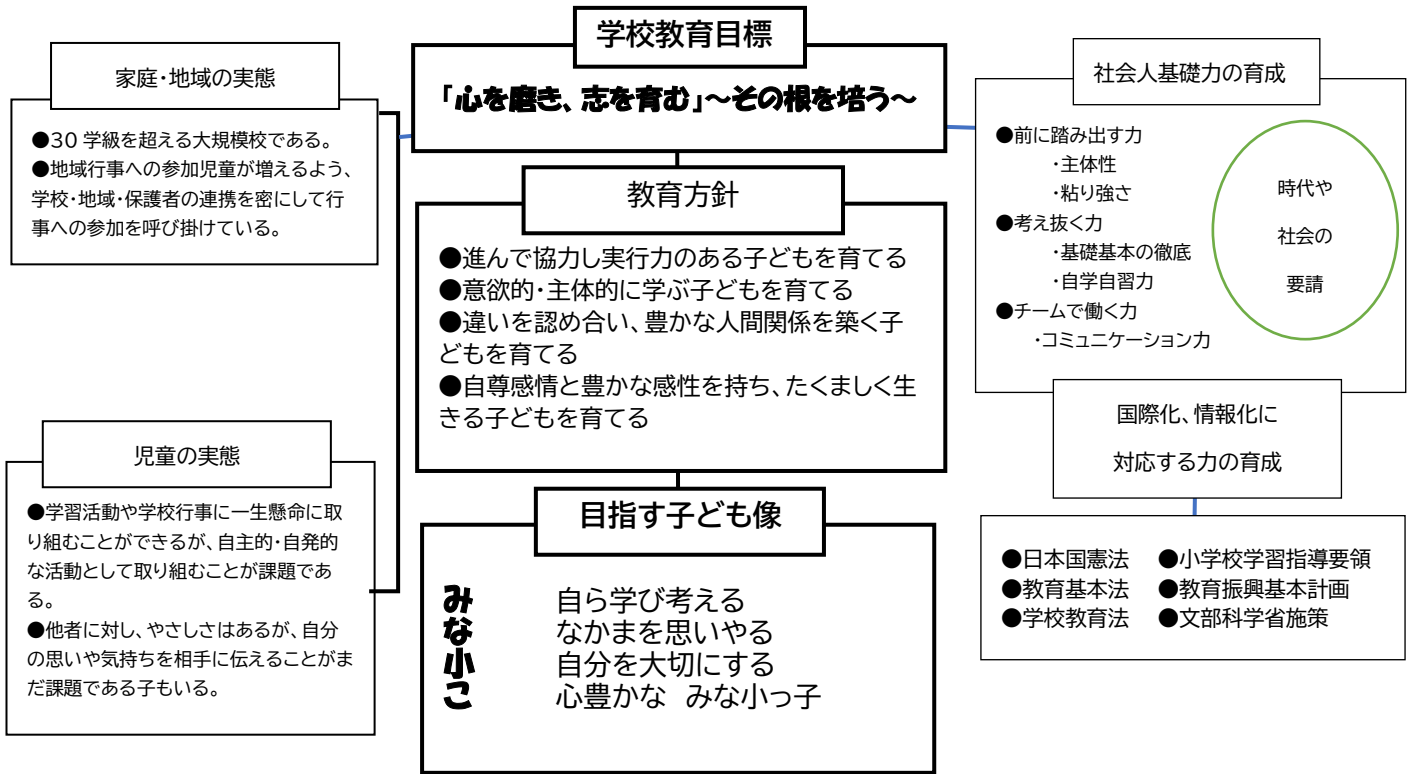 学校教育目標
「心を磨き、志を育む」～その根を培う～
家庭・地域の実態
●30 学級を超える大規模校である。
●地域行事への参加児童が増えるよう、
学校・地域・保護者の連携を密にして行
事への参加を呼び掛けている。
児童の実態
●学習活動や学校行事に一生懸命に取
り組むことができるが、自主的・自発的
な活動として取り組むことが課題であ
る。
●他者に対し、やさしさはあるが、自分
の思いや気持ちを相手に伝えることがま
だ課題である子もいる。
教育方針
●進んで協力し実行力のある子どもを育てる
●意欲的・主体的に学ぶ子どもを育てる
●違いを認め合い、豊かな人間関係を築く子
どもを育てる
●自尊感情と豊かな感性を持ち、たくましく生
きる子どもを育てる
目指す子ども像
み 自ら学び考える
な なかまを思いやる
小 自分を大切にする
こ 心豊かな みな小っ子
社会人基礎力の育成
●前に踏み出す力
・主体性
・粘り強さ
●考え抜く力
・基礎基本の徹底
・自学自習力
●チームで働く力
・コミュニケーション力
時代や
社会の
要請
国際化、情報化に
対応する力の育成
●日本国憲法 ●小学校学習指導要領
●教育基本法 ●教育振興基本計画
●学校教育法 ●文部科学省施策